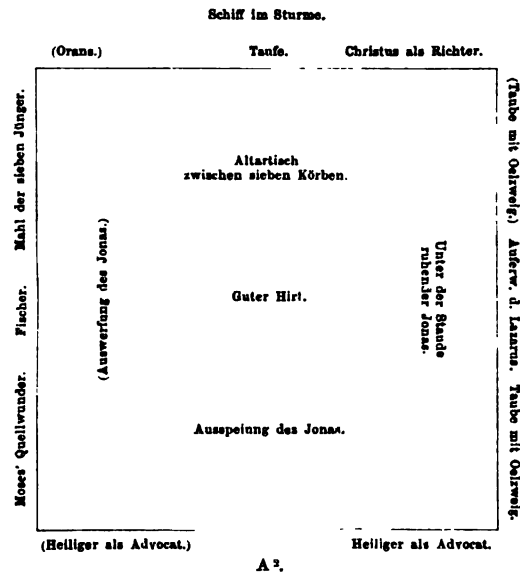 Schiff im Sturme.
(Orans.) Taufe. Christus als Richter.
Moses' Quellwunder. Fischer. Mahl der sieben Jünger.
(Auswerfung des Jonas.)
Altartisch
zwischen sieben Körben.
Guter Hirt.
Ausspeiung des Jonas.
Unter der Staude
ruhender Jonas.
(Taube mit Oelzweig.) Auferw. d. Lazarus. Taube mit Oelzweig.
(Heiliger als Advocat.) Heiliger als Advocat.
A 2.